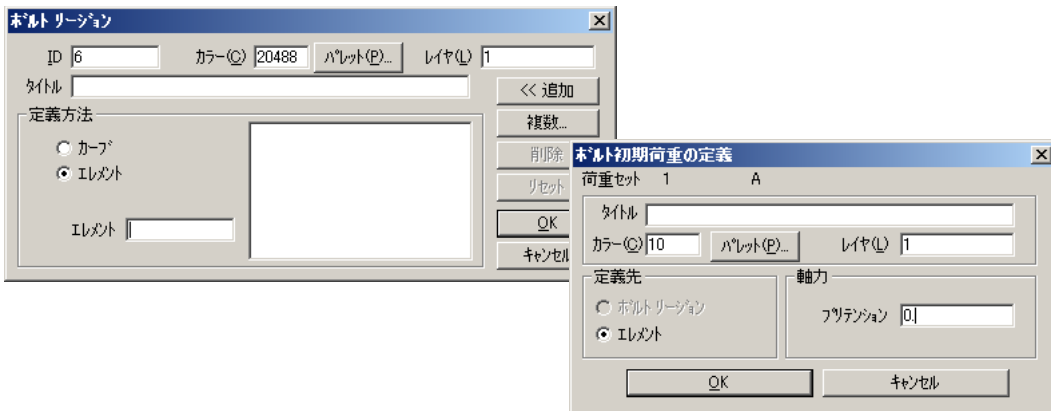 ボルト リージョン
ID 6 カラー(C) 20488 パレット(P)... レイヤ(L) 1
タイトル
<< 追加
定義方法
複数...
カーブ
削除
エレメント
リセット
エレメント
OK
キャンセル
ボルト初期荷重の定義
荷重セット 1 A
タイトル
カラー(C) 10 パレット(P)... レイヤ(L) 1
定義先
軸力
ボルト リージョン
プリテンション 0.
エレメント
OK キャンセル